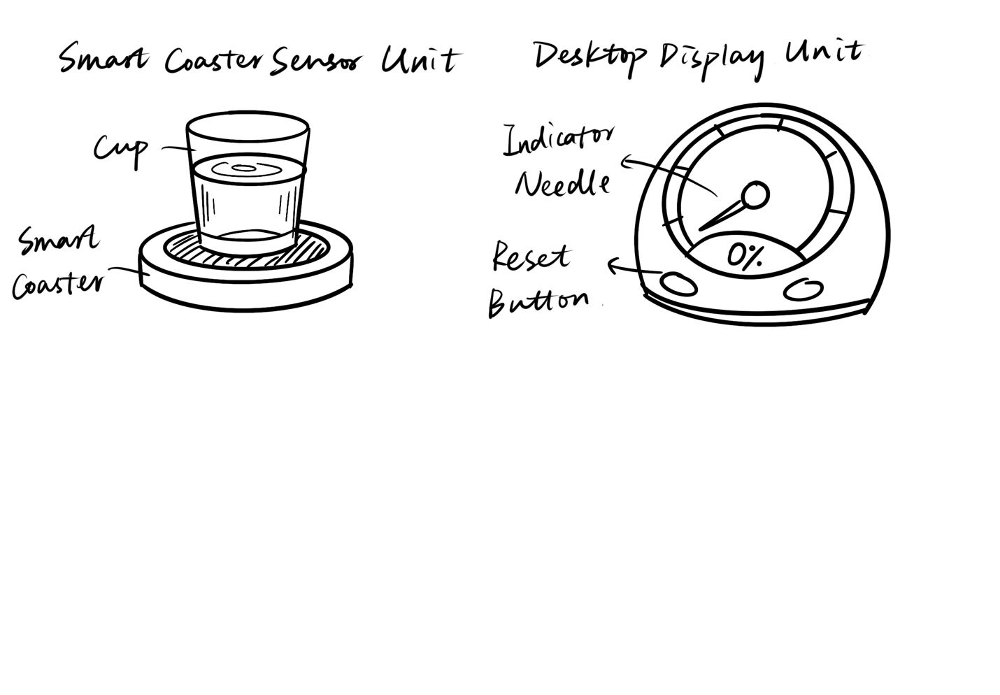 Smart Coaster Sensor Unit
Cup
Smart
Coaster
Desktop Display Unit
Indicator
Needle
Reset
Button
0%